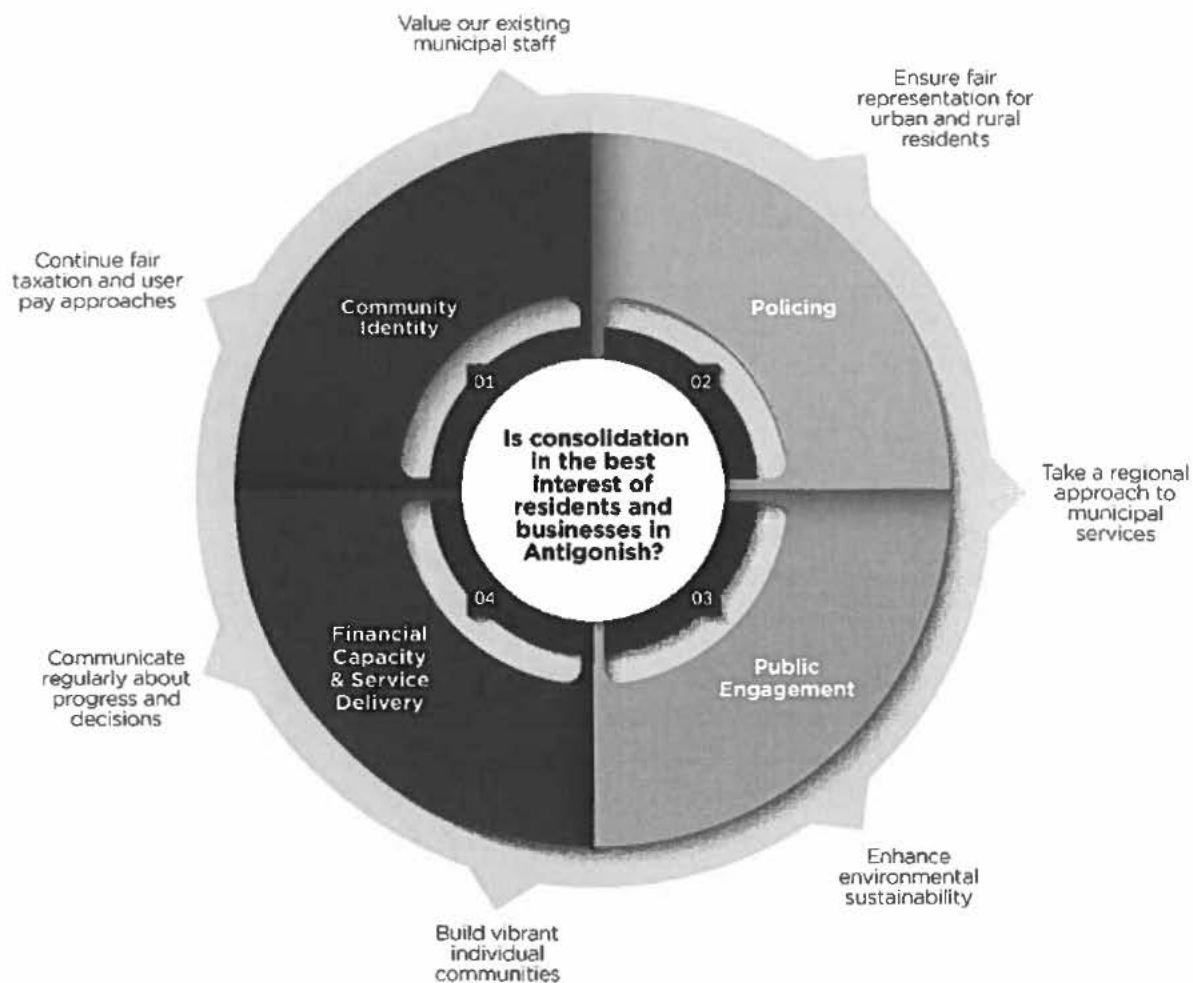 Value our existing
municipal staff
Ensure fair
representation for
urban and rural
residents
Continue fair
taxation and user
pay approaches
Community
Identity
Policing
01
02
Is consolidation
in the best
interest of
residents and
businesses in
Antigonish?
Take a regional
approach to
municipal
services
04
03
Financial
Capacity
& Service
Delivery
Public
Engagement
Communicate
regularly about
progress and
decisions
Enhance
environmental
sustainability
Build vibrant
individual
communities